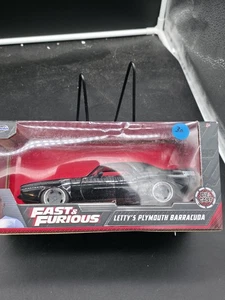 FAST & FURIOUS
LETTY'S PLYMOUTH BARRACUDA